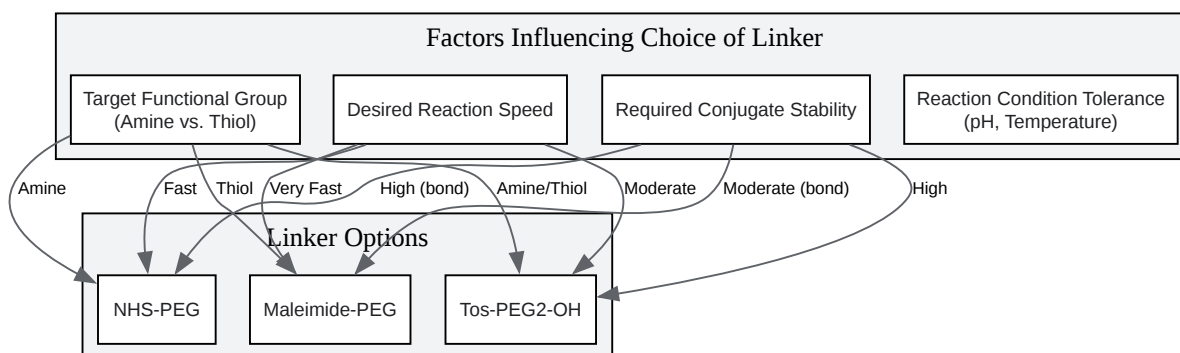 Factors Influencing Choice of Linker
Target Functional Group
(Amine vs. Thiol)
Desired Reaction Speed
Required Conjugate Stability
Reaction Condition Tolerance
(pH, Temperature)
Amine
Fast
Thiol
Very Fast
High (bond)
Amine/Thiol
Moderate
Moderate (bond)
High
Linker Options
NHS-PEG
Maleimide-PEG
Tos-PEG2-OH